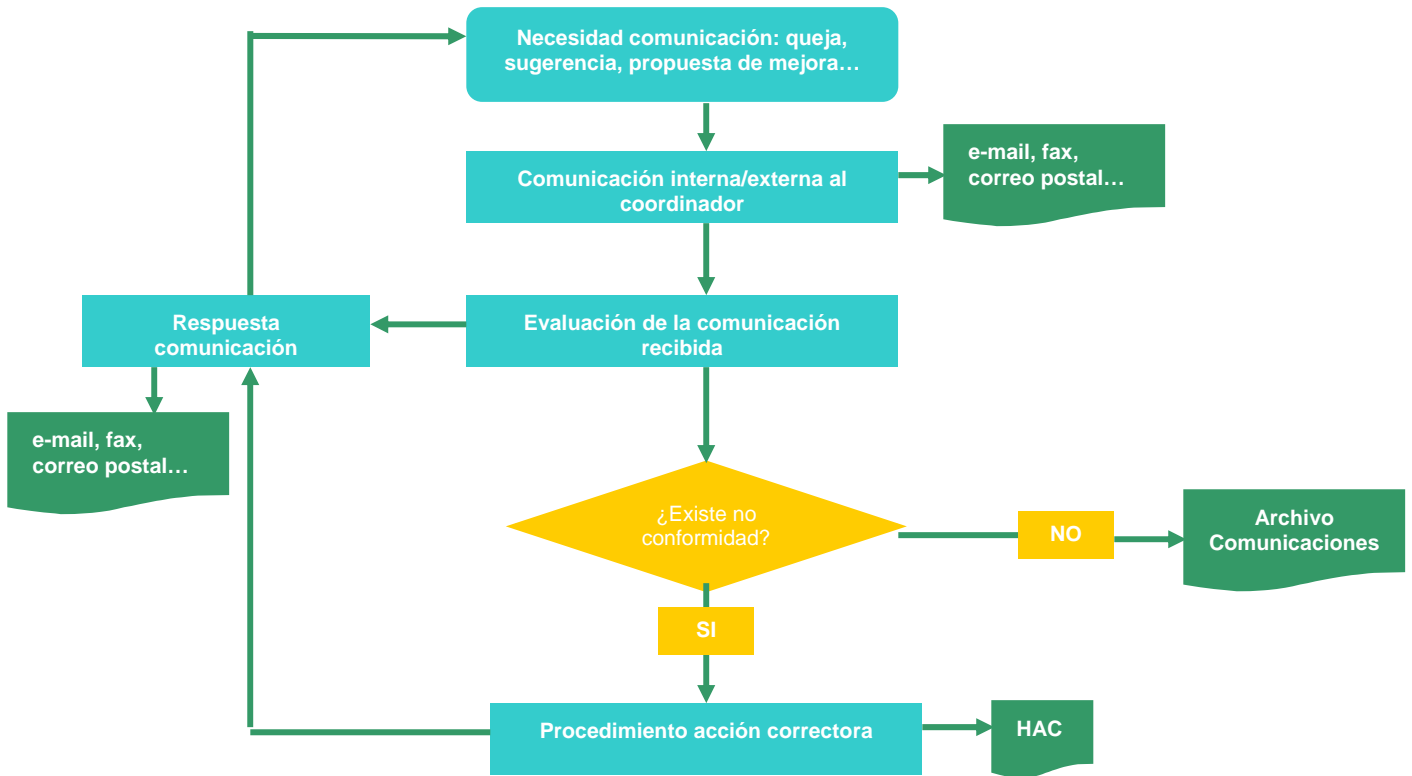 Necesidad comunicación: queja,
sugerencia, propuesta de mejora…
e-mail, fax,
correo postal…
Comunicación interna/externa al
coordinador
Respuesta
comunicación
Evaluación de la comunicación
recibida
e-mail, fax,
correo postal…
¿Existe no
conformidad?
NO
Archivo
Comunicaciones
SI
Procedimiento acción correctora
HAC